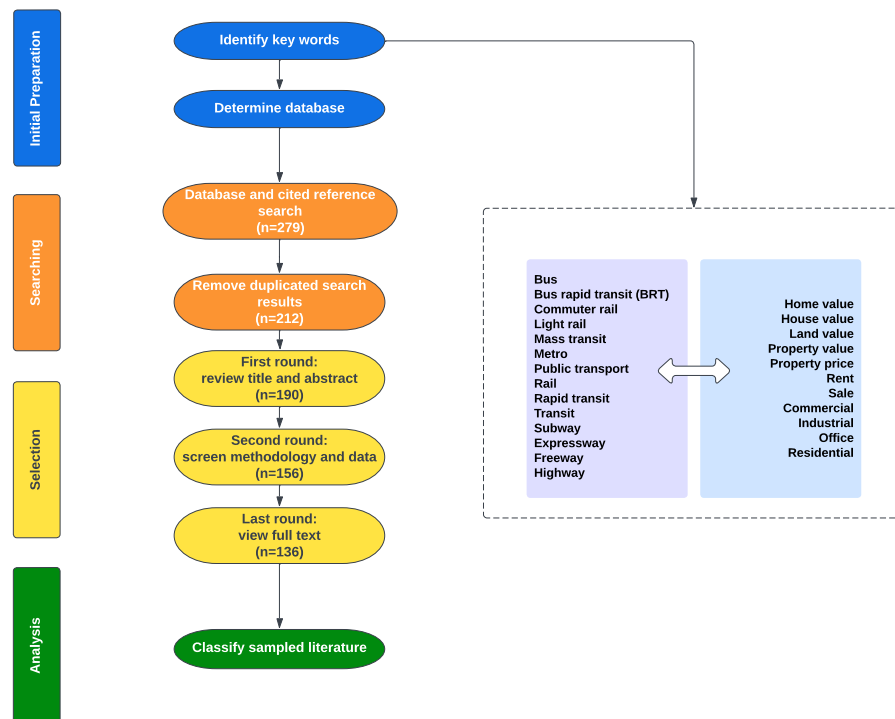 Initial Preparation
Identify key words
Determine database
Searching
Database and cited reference
search
(n=279)
Remove duplicated search
results
(n=212)
Selection
First round:
review title and abstract
(n=190)
Second round:
screen methodology and data
(n=156)
Last round:
view full text
(n=136)
Analysis
Classify sampled literature
Bus
Bus rapid transit (BRT)
Commuter rail
Light rail
Mass transit
Metro
Public transport
Rail
Rapid transit
Transit
Subway
Expressway
Freeway
Highway
Home value
House value
Land value
Property value
Property price
Rent
Sale
Commercial
Industrial
Office
Residential